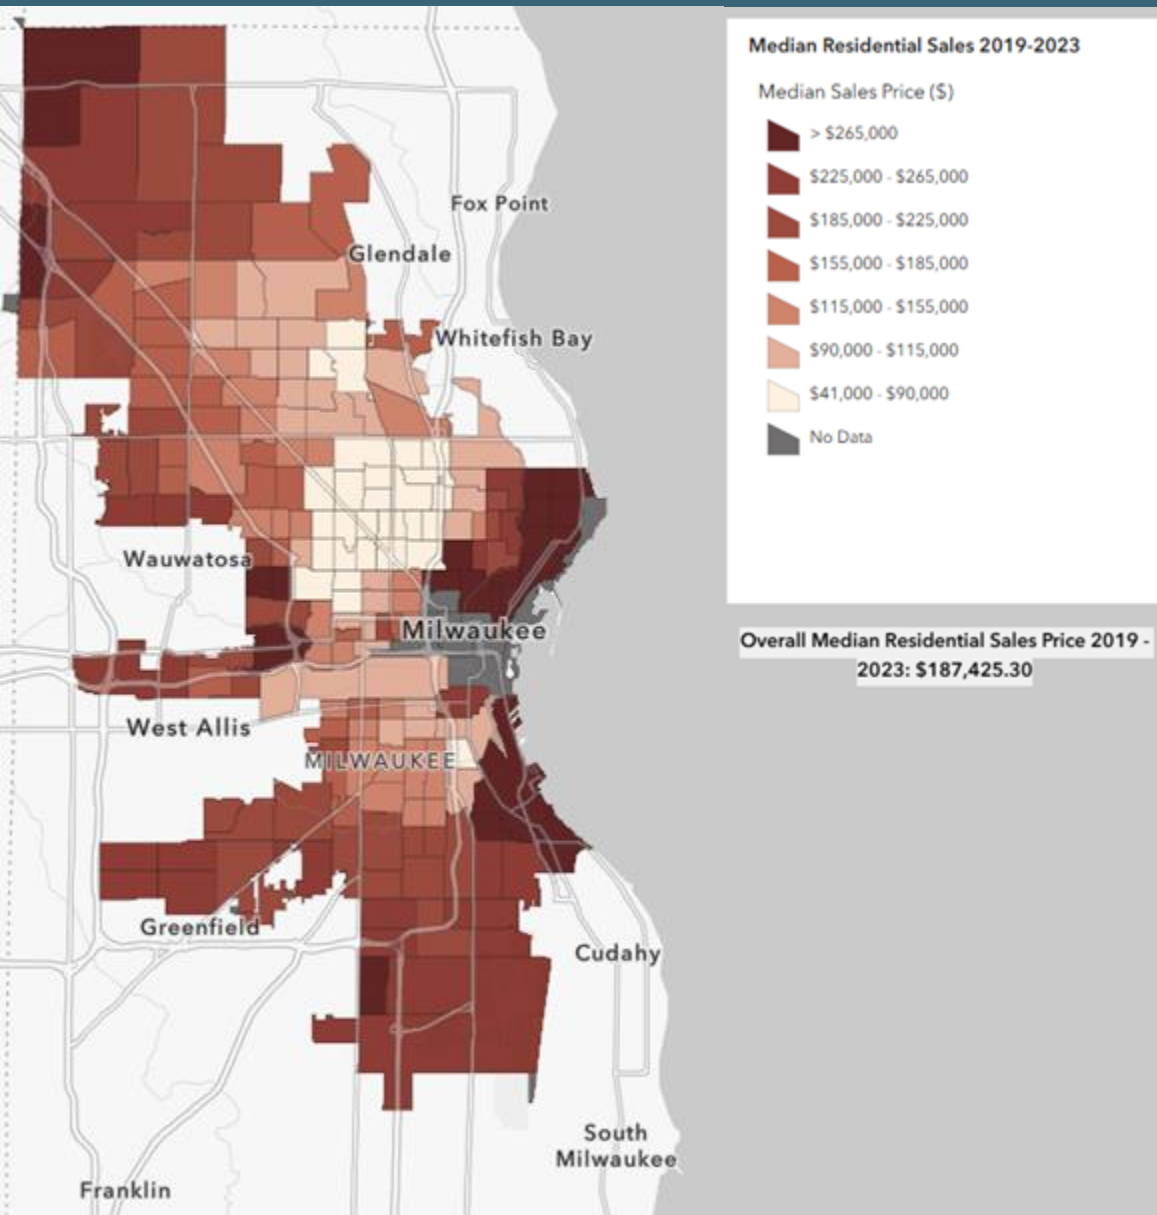 Median Residential Sales 2019-2023
Median Sales Price ($)
> $265,000
$225,000 - $265,000
$185,000 - $225,000
$155,000 - $185,000
$115,000 - $155,000
$90,000 - $115,000
$41,000 - $90,000
No Data
Overall Median Residential Sales Price 2019 -
2023: $187,425.30
Fox Point
Glendale
Whitefish Bay
Wauwatosa
Milwaukee
West Allis
MILWAUKEE
Greenfield
Cudahy
South
Milwaukee
Franklin